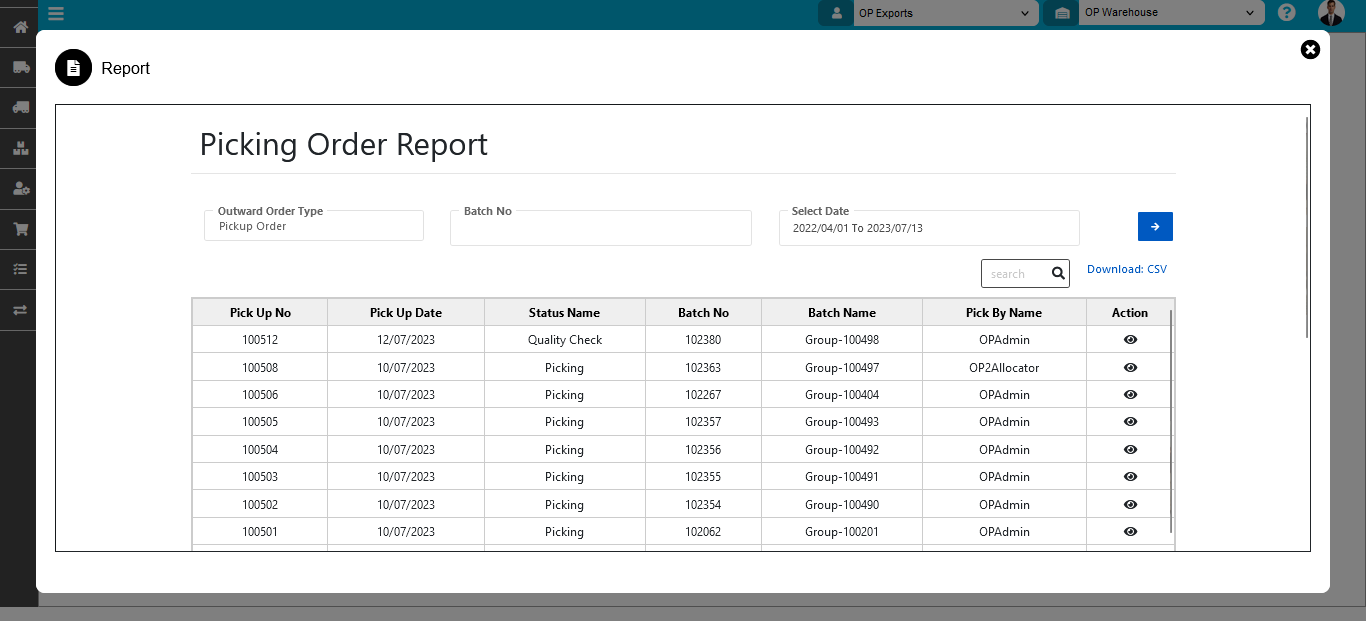 OP Exports OP Warehouse
Report
Picking Order Report
Outward Order Type Batch No Select Date
Pickup Order 2022/04/01 To 2023/07/13
search Download: CSV
Pick Up No Pick Up Date Status Name Batch No Batch Name Pick By Name Action
100512 12/07/2023 Quality Check 102380 Group-100498 OPAdmin
100508 10/07/2023 Picking 102363 Group-100497 OP2Allocator
100506 10/07/2023 Picking 102267 Group-100404 OPAdmin
100505 10/07/2023 Picking 102357 Group-100493 OPAdmin
100504 10/07/2023 Picking 102356 Group-100492 OPAdmin
100503 10/07/2023 Picking 102355 Group-100491 OPAdmin
100502 10/07/2023 Picking 102354 Group-100490 OPAdmin
100501 10/07/2023 Picking 102062 Group-100201 OPAdmin